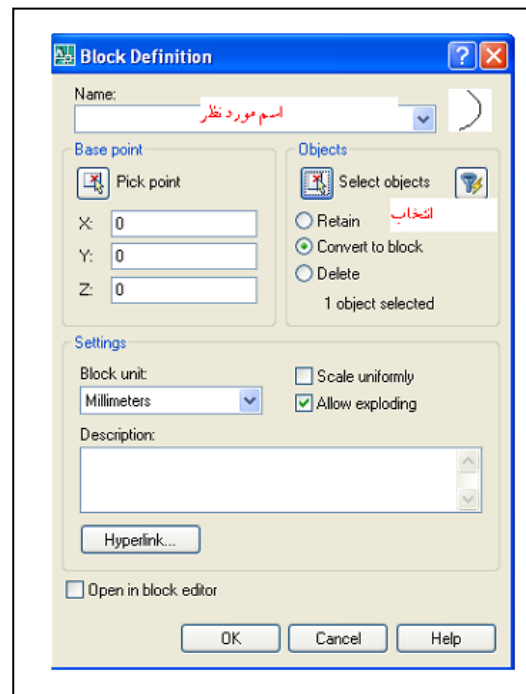 Block Definition
Name:
اسم مورد نظر
Base point
Pick point
X: 0
Y: 0
Z: 0
Objects
Select objects
انتخاب
Retain
Convert to block
Delete
1 object selected
Settings
Block unit:
Millimeters
Scale uniformly
Allow exploding
Description:
Hyperlink...
Open in block editor
OK Cancel Help